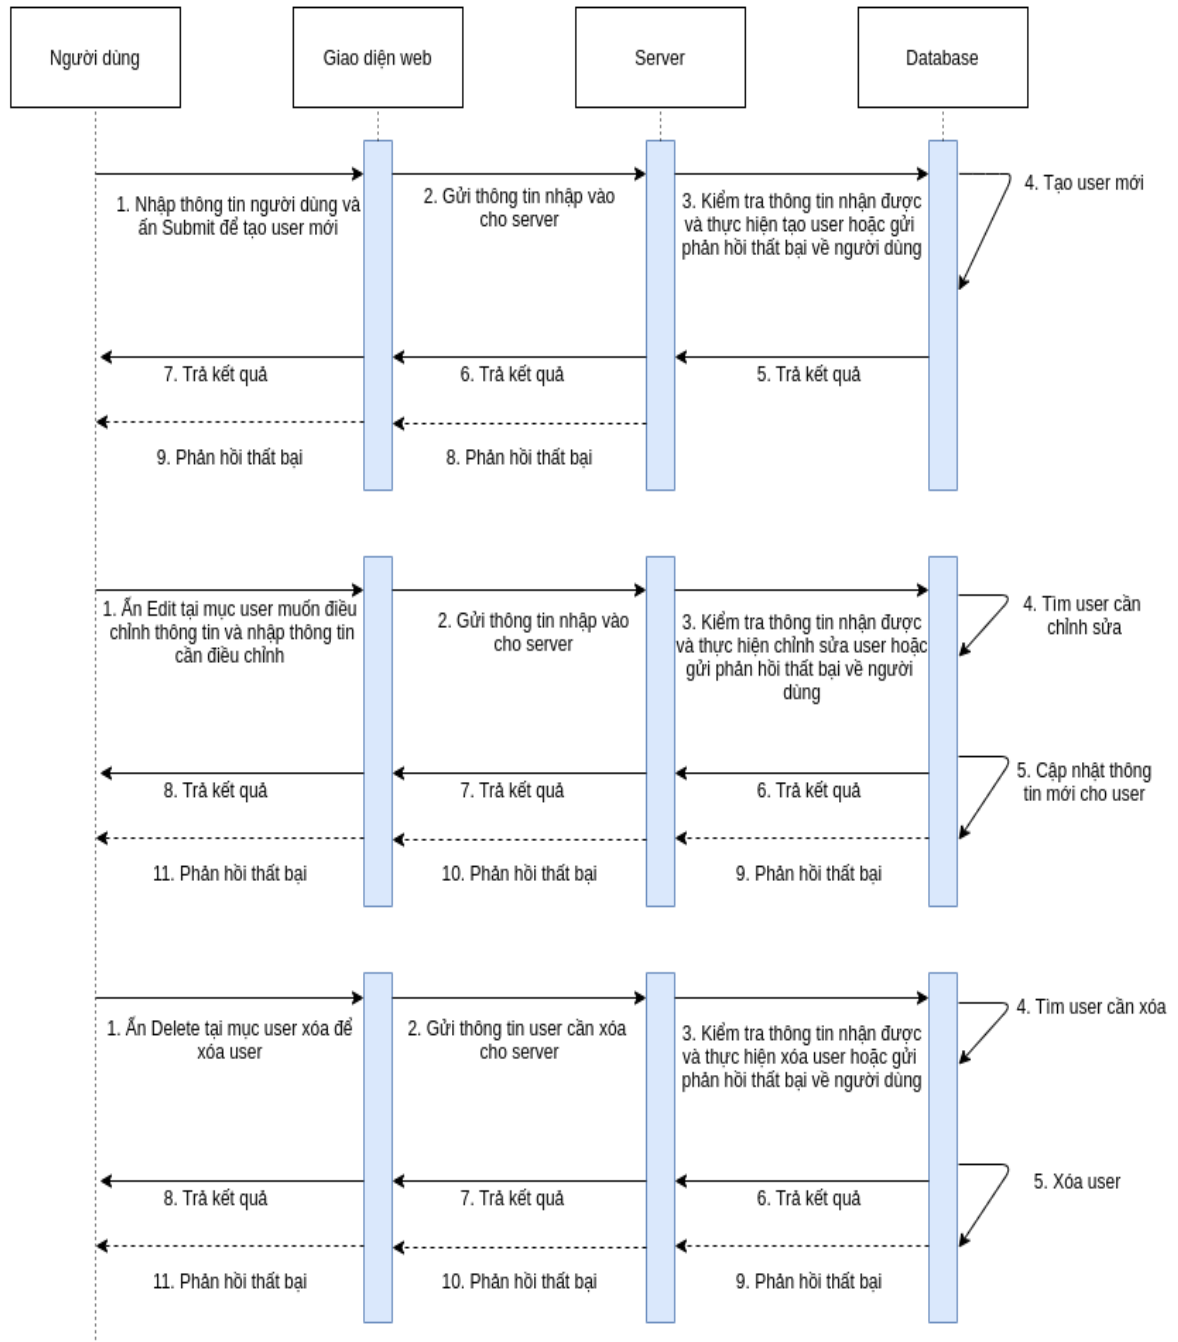 Người dùng
Giao diện web
Server
Database
1. Nhập thông tin người dùng và
ấn Submit để tạo user mới
2. Gửi thông tin nhập vào
cho server
3. Kiểm tra thông tin nhận được
và thực hiện tạo user hoặc gửi
phản hồi thất bại về người dùng
4. Tạo user mới
7. Trả kết quả
6. Trả kết quả
5. Trả kết quả
9. Phản hồi thất bại
8. Phản hồi thất bại
1. Ấn Edit tại mục user muốn điều
chỉnh thông tin và nhập thông tin
cần điều chỉnh
2. Gửi thông tin nhập vào
cho server
3. Kiểm tra thông tin nhận được
và thực hiện chỉnh sửa user hoặc
gửi phản hồi thất bại về người
dùng
4. Tìm user cần
chỉnh sửa
8. Trả kết quả
7. Trả kết quả
6. Trả kết quả
5. Cập nhật thông
tin mới cho user
11. Phản hồi thất bại
10. Phản hồi thất bại
9. Phản hồi thất bại
1. Ấn Delete tại mục user xóa để
xóa user
2. Gửi thông tin user cần xóa
cho server
3. Kiểm tra thông tin nhận được
và thực hiện xóa user hoặc gửi
phản hồi thất bại về người dùng
4. Tìm user cần xóa
8. Trả kết quả
7. Trả kết quả
6. Trả kết quả
5. Xóa user
11. Phản hồi thất bại
10. Phản hồi thất bại
9. Phản hồi thất bại